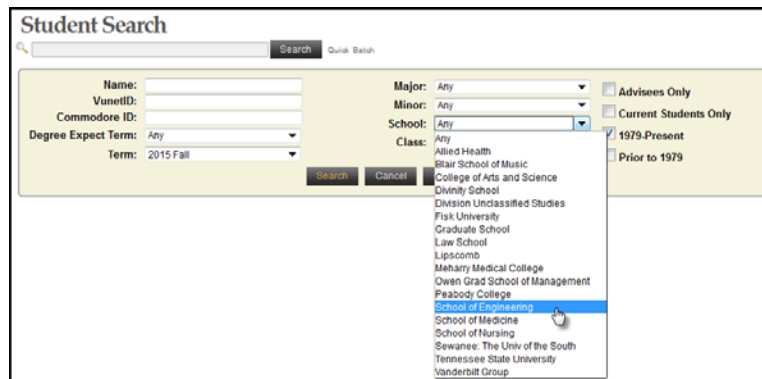 Student Search
Search Quick Batch
Name:
VunetID:
Commodore ID:
Degree Expect Term: Any
Term: 2015 Fall
Major: Any
Minor: Any
School: Any
Class:
Advisees Only
Current Students Only
1979-Present
Prior to 1979
Search Cancel
Any
Allied Health
Blair School of Music
College of Arts and Science
Divinity School
Division Unclassified Studies
Fisk University
Graduate School
Law School
Lipscomb
Meharry Medical College
Owen Grad School of Management
Peabody College
School of Engineering
School of Medicine
School of Nursing
Sewanee: The Univ of the South
Tennessee State University
Vanderbilt Group